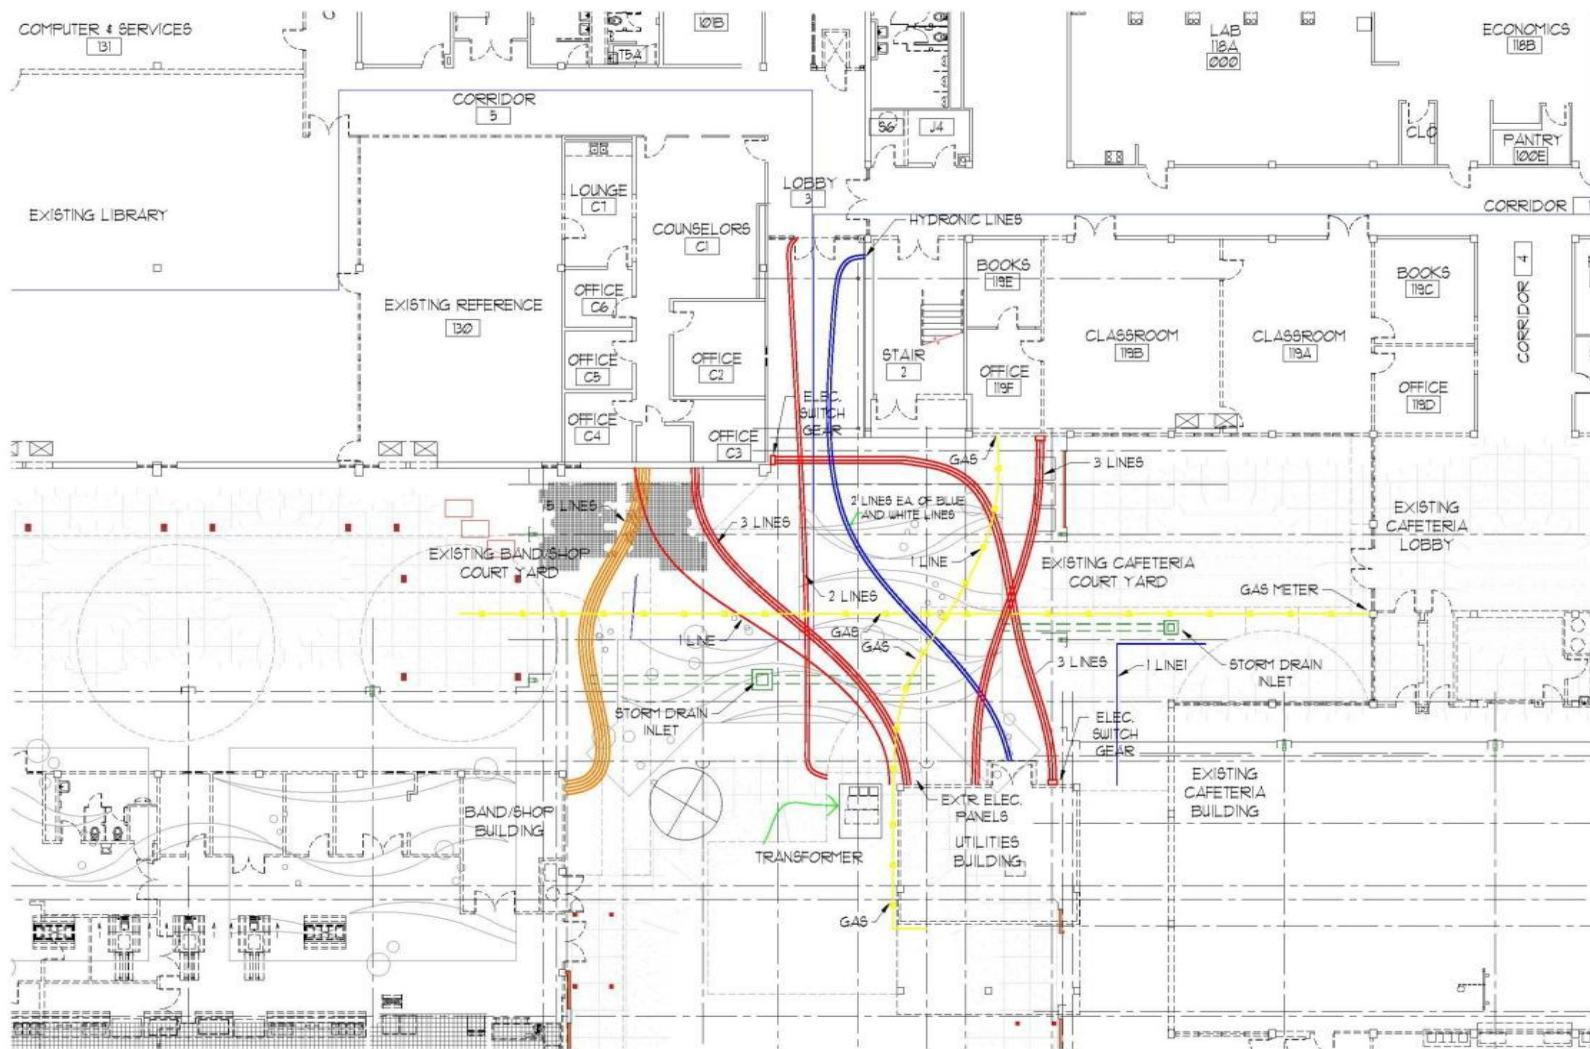 COMPUTER & SERVICES
131
101B
T5A
LAB
118A
000
ECONOMICS
118B
CORRIDOR
5
S6
J4
CLO
PANTRY
100E
LOUNGE
C7
LOBBY
3
EXISTING LIBRARY
COUNSELORS
C1
HYDRONIC LINES
CORRIDOR
BOOKS
119E
BOOKS
119C
CORRIDOR
4
OFFICE
C6
EXISTING REFERENCE
130
CLASSROOM
119B
CLASSROOM
119A
OFFICE
C5
OFFICE
C2
STAIR
2
OFFICE
119F
OFFICE
119D
OFFICE
C4
OFFICE
C3
ELEC.
SWITCH
GEAR
GAS
3 LINES
5 LINES
3 LINES
2 LINES EA. OF BLUE
AND WHITE LINES
EXISTING
CAFETERIA
LOBBY
EXISTING BAND/SHOP
COURT YARD
1 LINE
EXISTING CAFETERIA
COURT YARD
GAS METER
2 LINES
1 LINE
GAS
GAS
3 LINES
1 LINE1
STORM DRAIN
INLET
STORM DRAIN
INLET
ELEC.
SWITCH
GEAR
BAND/SHOP
BUILDING
EXTR. ELEC.
PANELS
EXISTING
CAFETERIA
BUILDING
UTILITIES
BUILDING
TRANSFORMER
GAS